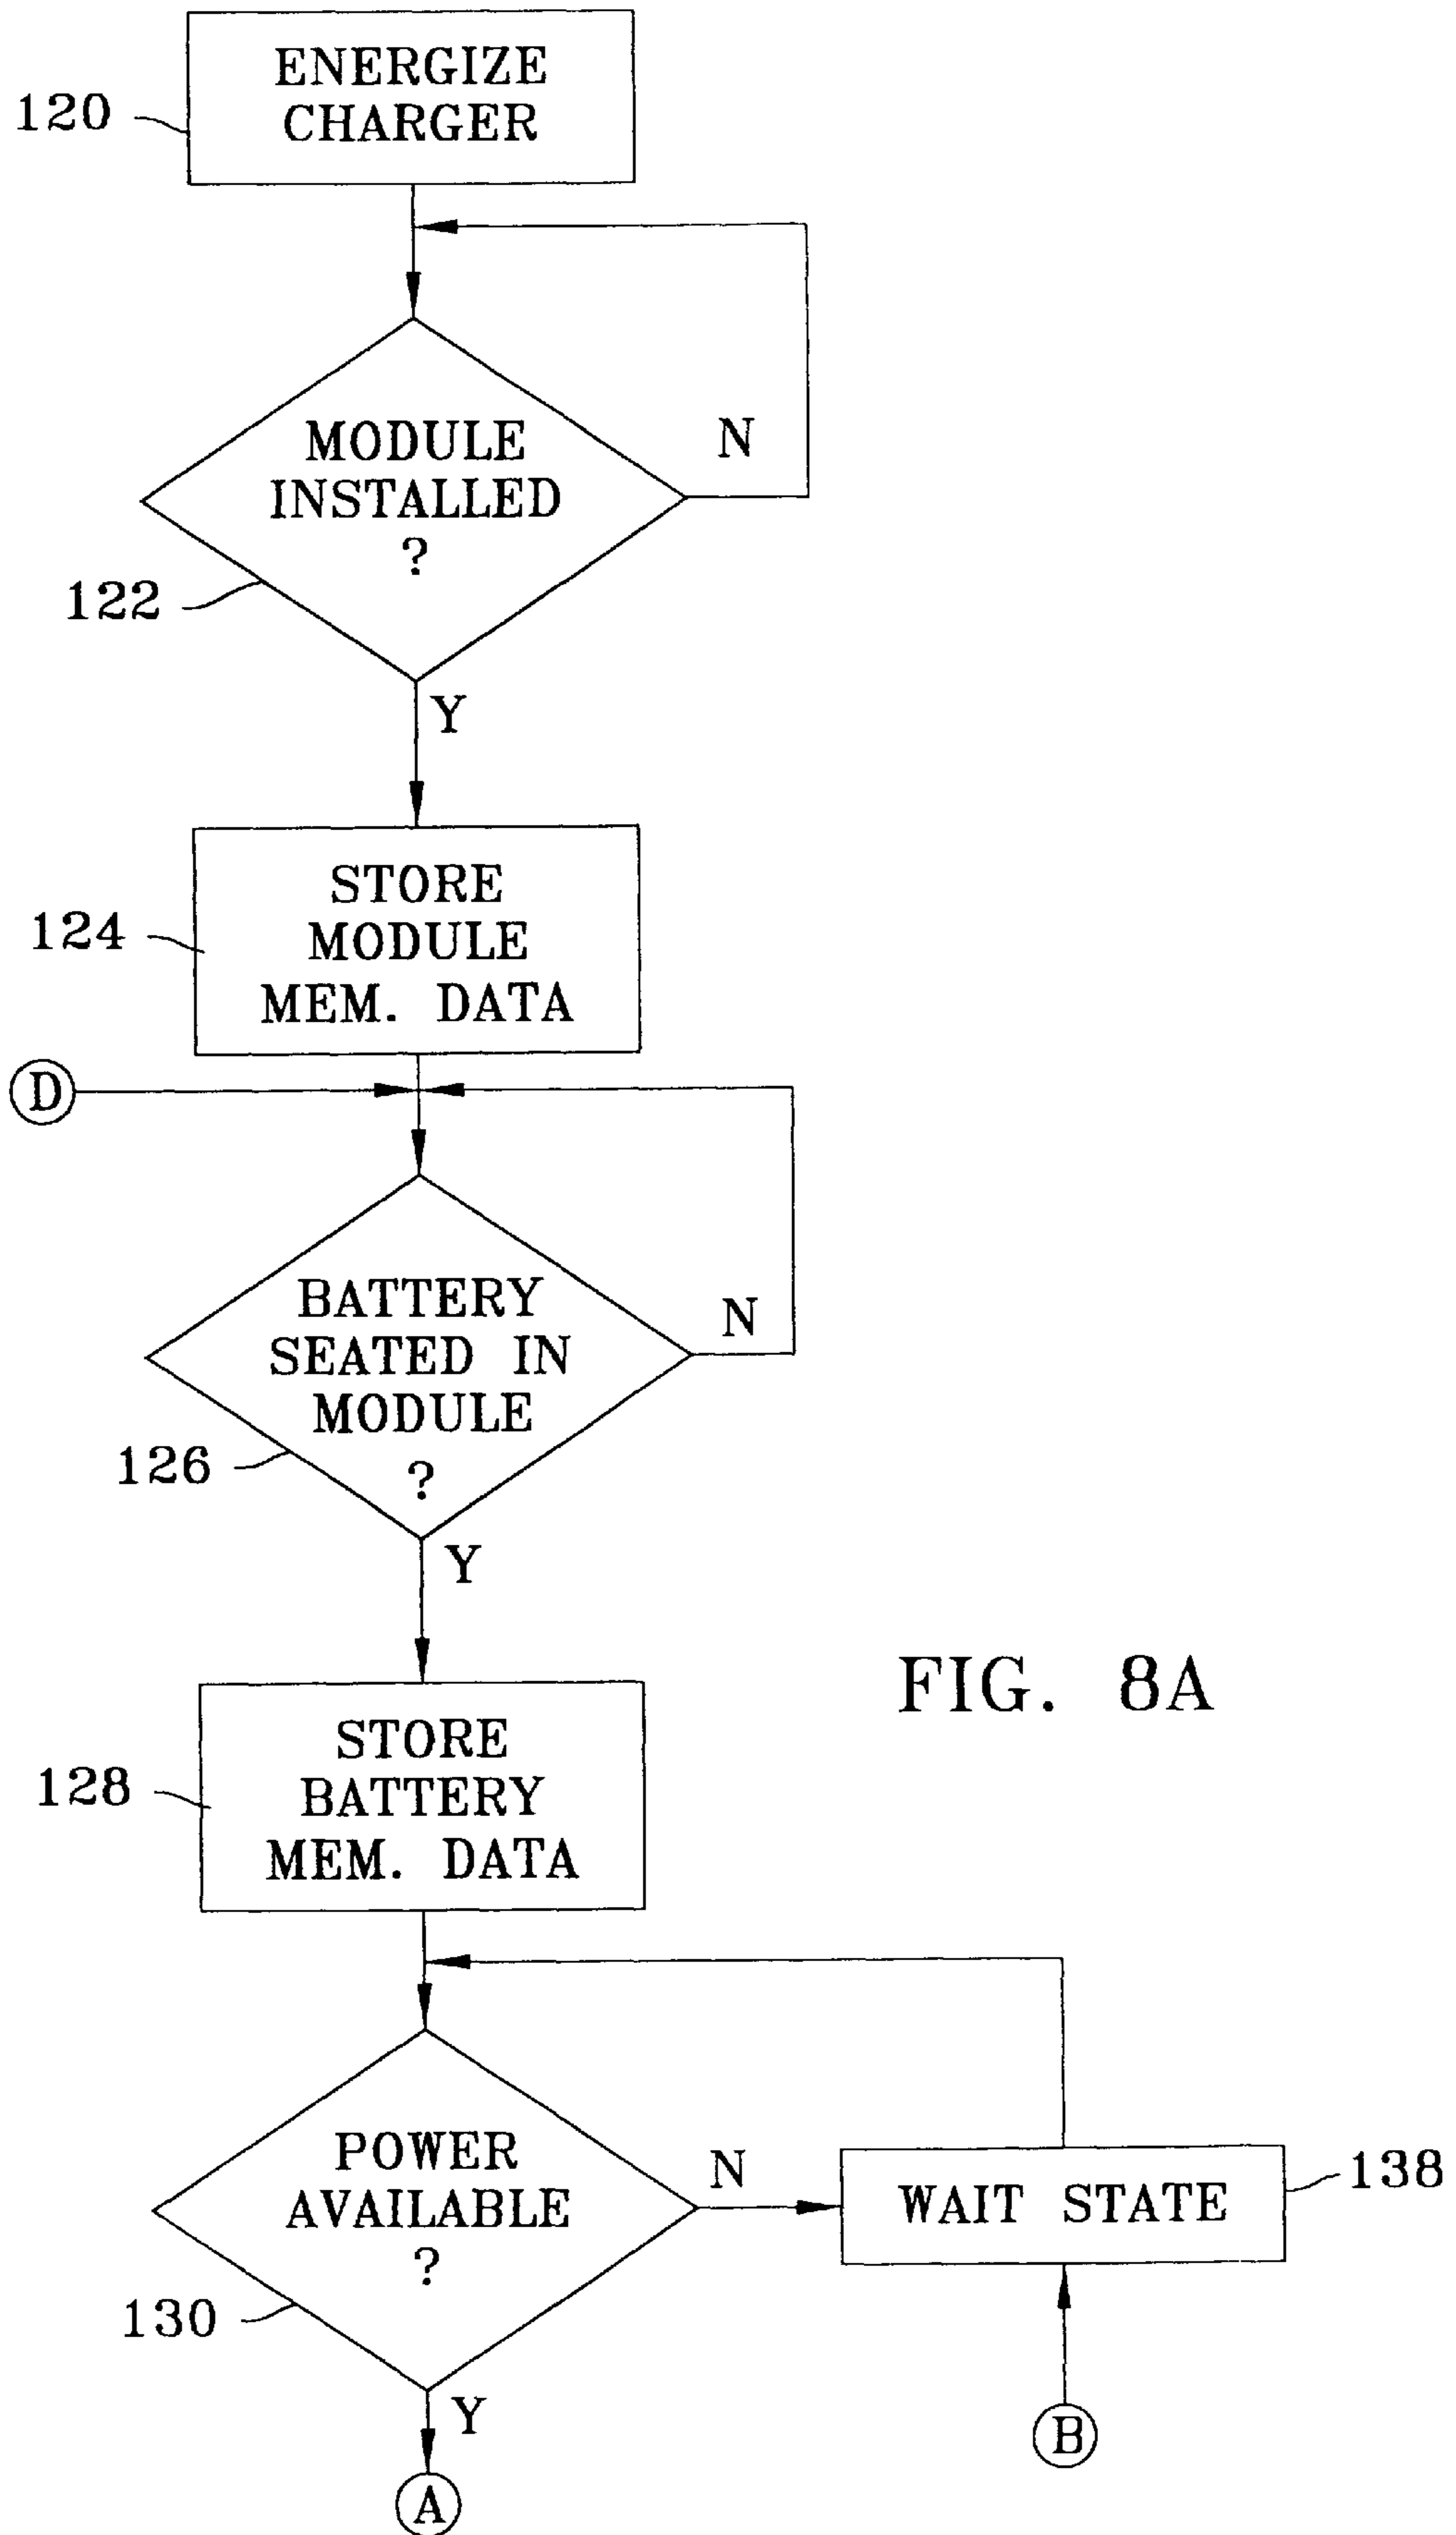 ENERGIZE
CHARGER
120
N
MODULE
INSTALLED
?
122
Y
STORE
MODULE
MEM. DATA
124
D
BATTERY
SEATED IN
MODULE
?
N
126
Y
FIG. 8A
STORE
BATTERY
MEM. DATA
128
POWER
AVAILABLE
?
N
WAIT STATE
138
130
Y
B
A